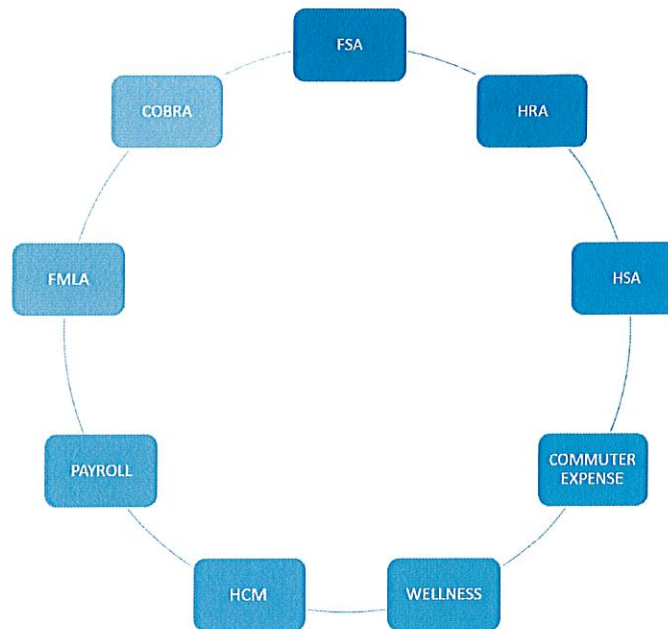 FSA
HRA
HSA
COMMUTER
EXPENSE
WELLNESS
HCM
PAYROLL
FMLA
COBRA